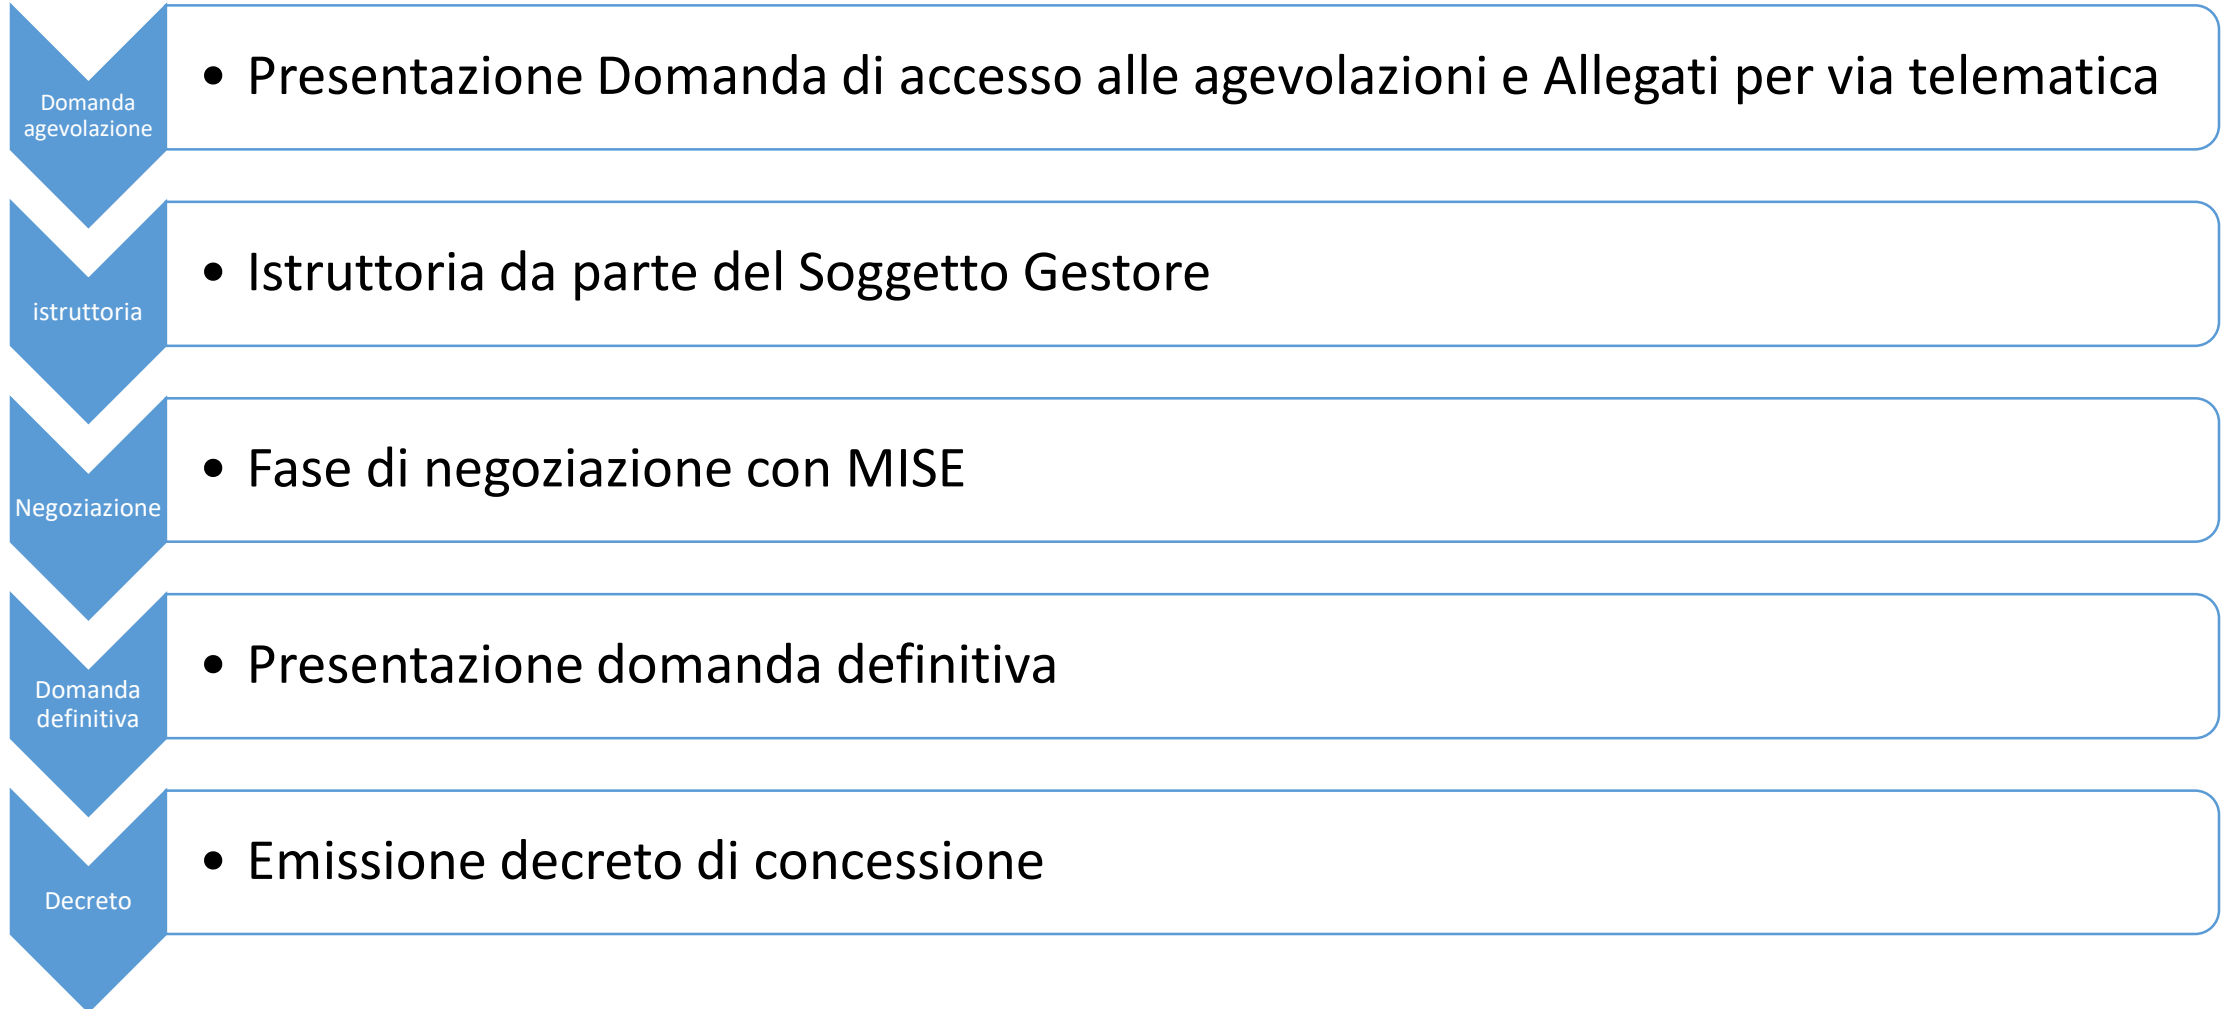 Domanda
agevolazione
• Presentazione Domanda di accesso alle agevolazioni e Allegati per via telematica
istruttoria
• Istruttoria da parte del Soggetto Gestore
Negoziazione
• Fase di negoziazione con MISE
Domanda
definitiva
• Presentazione domanda definitiva
Decreto
• Emissione decreto di concessione